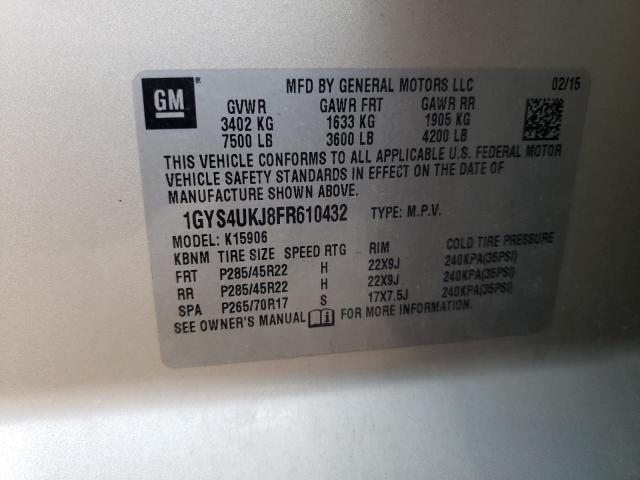 GM
MFD BY GENERAL MOTORS LLC 02/15
GVWR GAWR FRT GAWR RR
3402 KG 1633 KG 1905 KG
7500 LB 3600 LB 4200 LB
THIS VEHICLE CONFORMS TO ALL APPLICABLE U.S. FEDERAL MOTOR
VEHICLE SAFETY STANDARDS IN EFFECT ON THE DATE OF
MANUFACTURE SHOWN ABOVE.
1GYS4UKJ8FR610432 TYPE: M.P.V.
MODEL: K15906
KBNM TIRE SIZE SPEED RTG RIM COLD TIRE PRESSURE
FRT P285/45R22 H 22X9J 240KPA(35PSI)
RR P285/45R22 H 22X9J 240KPA(35PSI)
SPA P265/70R17 S 17X7.5J 240KPA(35PSI)
SEE OWNER'S MANUAL FOR MORE INFORMATION.